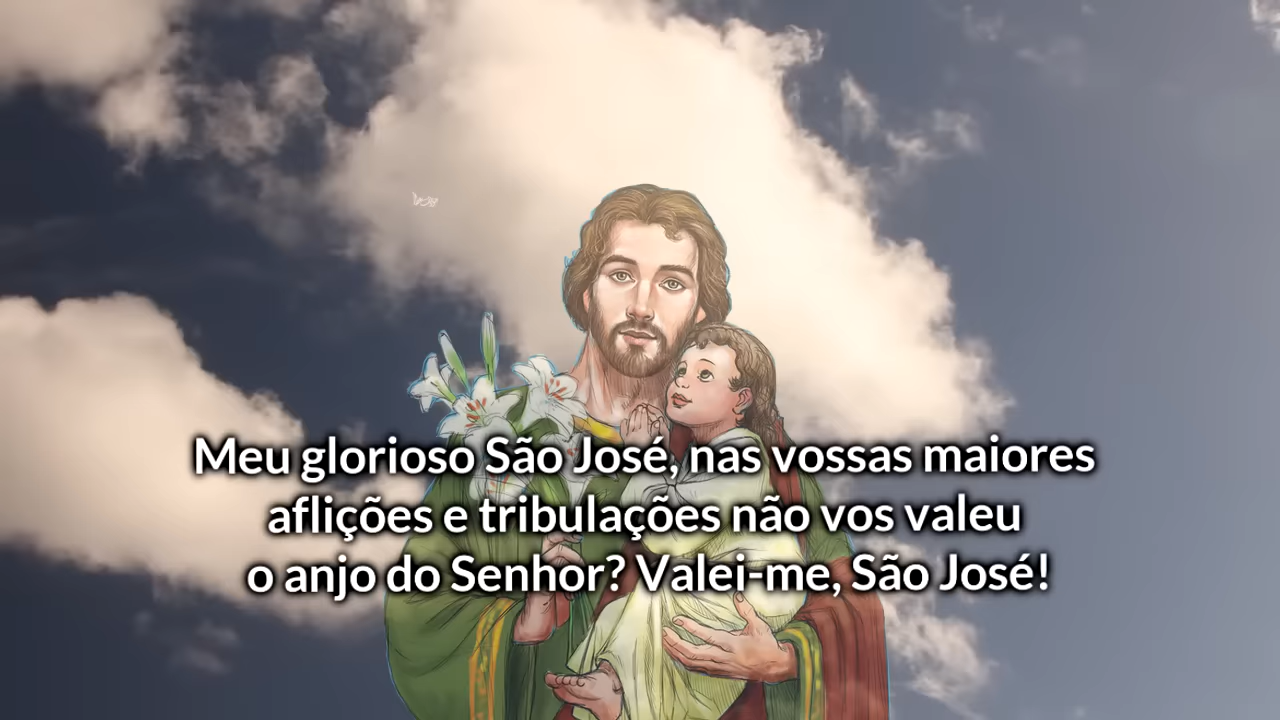 Meu glorioso São José, nas vossas maiores
aflições e tribulações não vos valeu
o anjo do Senhor? Valei-me, São José!